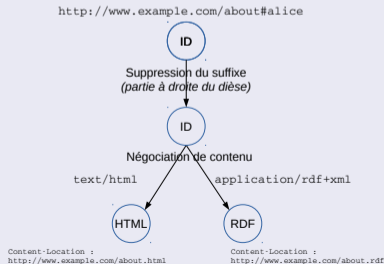 http://www.example.com/about#alice
ID
Suppression du suffixe
(partie à droite du dièse)
ID
Négociation de contenu
text/html
application/rdf+xml
HTML
RDF
Content-Location :
http://www.example.com/about.html
Content-Location :
http://www.example.com/about.rdf